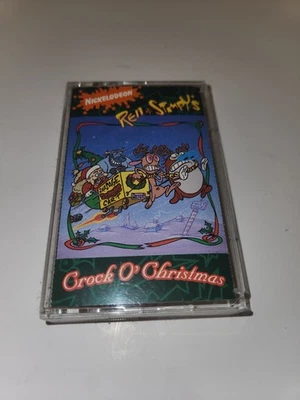 NICKELODEON
REN & STIMPY'S
Crock O' Christmas